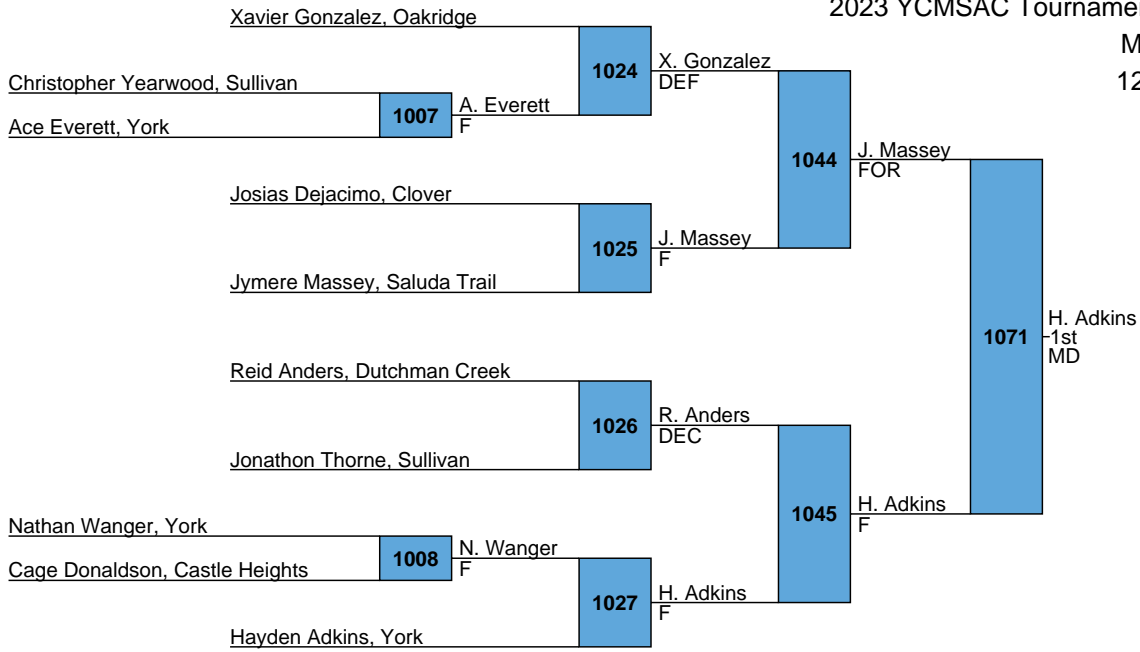 2023 YCMSAC Tourname
M
12
Xavier Gonzalez, Oakridge
1024
X. Gonzalez
DEF
Christopher Yearwood, Sullivan
1007
A. Everett
F
Ace Everett, York
1044
J. Massey
FOR
Josias Dejacimo, Clover
1025
J. Massey
F
Jymere Massey, Saluda Trail
1071
H. Adkins
1st
MD
Reid Anders, Dutchman Creek
1026
R. Anders
DEC
Jonathon Thorne, Sullivan
1045
H. Adkins
F
Nathan Wanger, York
1008
N. Wanger
F
Cage Donaldson, Castle Heights
1027
H. Adkins
F
Hayden Adkins, York